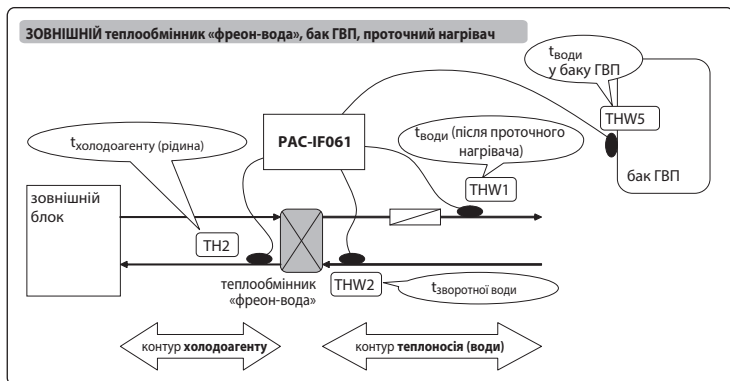 ЗОВНІШНІЙ теплообмінник «фреон-вода», бак ГВП, проточний нагрівач
tводи
у баку ГВП
THW5
бак ГВП
PAC-IF061
tводи (після проточного
нагрівача)
THW1
tхолодоагенту (рідина)
зовнішній
блок
TH2
теплообмінник
«фреон-вода»
THW2
tзворотної води
контур холодоагенту
контур теплоносія (води)